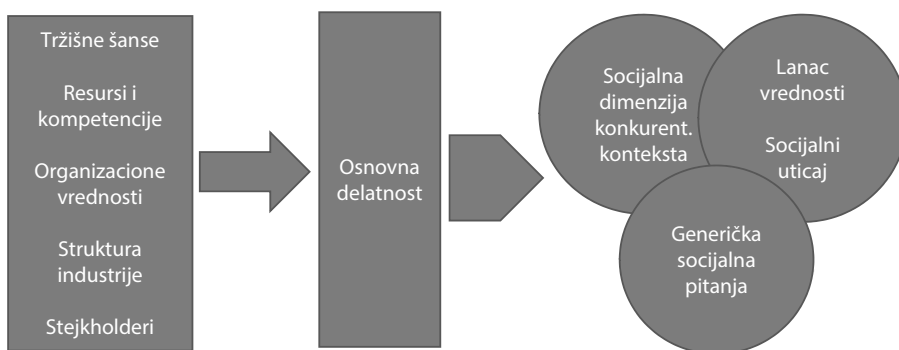 Tržišne šanse
Resursi i
kompetencije
Organizacione
vrednosti
Struktura
industrije
Stejkholderi
Osnovna
delatnost
Socijalna
dimenzija
konkurent.
konteksta
Lanac
vrednosti
Socijalni
uticaj
Generička
socijalna
pitanja